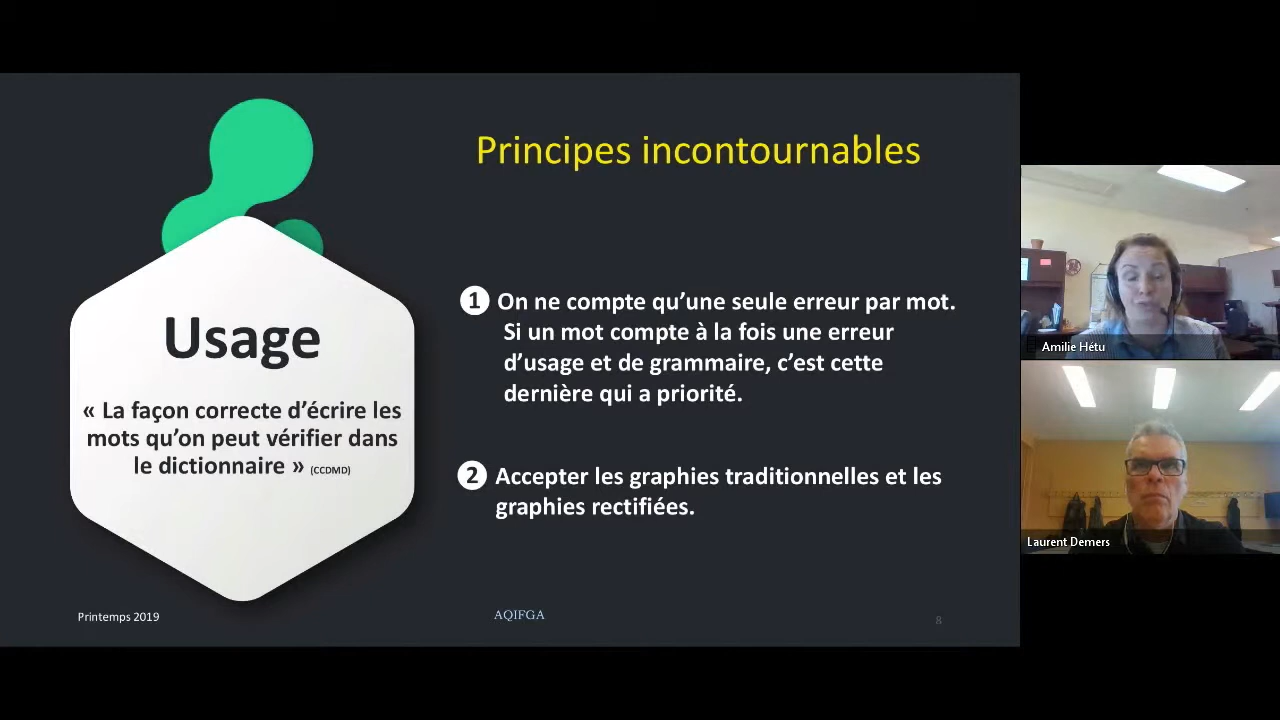 Principes incontournables
Usage
« La façon correcte d’écrire les
mots qu’on peut vérifier dans
le dictionnaire » (CCDMD)
1 On ne compte qu’une seule erreur par mot.
Si un mot compte à la fois une erreur
d’usage et de grammaire, c’est cette
dernière qui a priorité.
2 Accepter les graphies traditionnelles et les
graphies rectifiées.
Printemps 2019
AQIFGA
8
Amilie Hétu
Laurent Demers